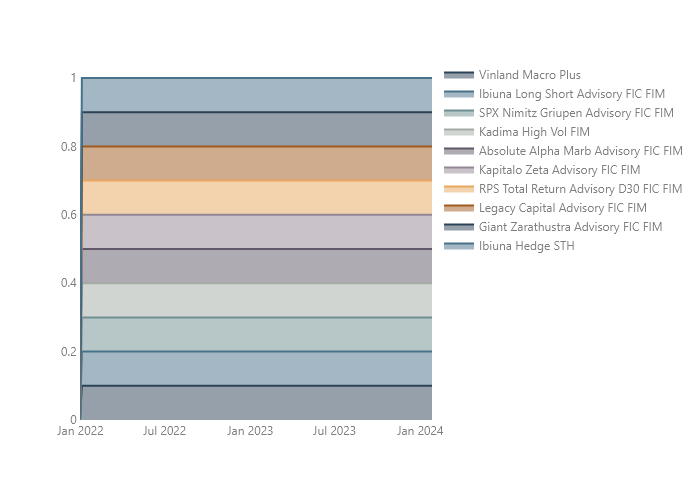 1
0.8
0.6
0.4
0.2
0
Jan 2022 Jul 2022 Jan 2023 Jul 2023 Jan 2024
Vinland Macro Plus
Ibiuna Long Short Advisory FIC FIM
SPX Nimitz Griupen Advisory FIC FIM
Kadima High Vol FIM
Absolute Alpha Marb Advisory FIC FIM
Kapitalo Zeta Advisory FIC FIM
RPS Total Return Advisory D30 FIC FIM
Legacy Capital Advisory FIC FIM
Giant Zarathustra Advisory FIC FIM
Ibiuna Hedge STH